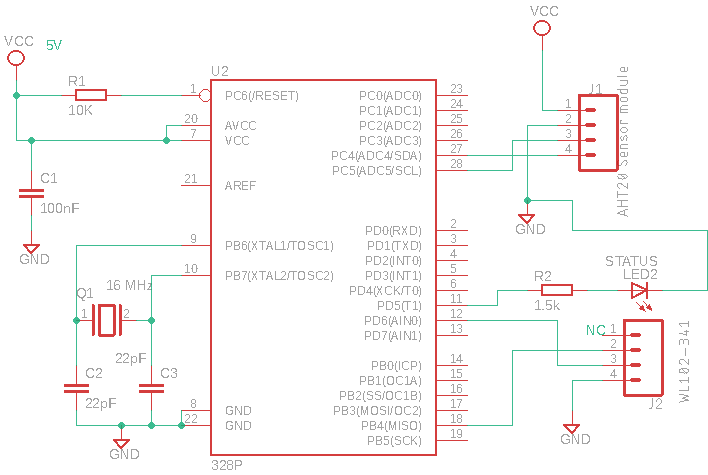 VCC
5V
R1
10K
C1
100nF
GND
U2
1
PC6(/RESET)
20
AVCC
7
VCC
21
AREF
9
PB6(XTAL1/TOSC1)
10
PB7(XTAL2/TOSC2)
8
GND
22
GND
328P
PC0(ADC0)
23
PC1(ADC1)
24
PC2(ADC2)
25
PC3(ADC3)
26
PC4(ADC4/SDA)
27
PC5(ADC5/SCL)
28
PD0(RXD)
2
PD1(TXD)
3
PD2(INT0)
4
PD3(INT1)
5
PD4(XCK/T0)
6
PD5(T1)
11
PD6(AIN0)
12
PD7(AIN1)
13
PB0(ICP)
14
PB1(OC1A)
15
PB2(SS/OC1B)
16
PB3(MOSI/OC2)
17
PB4(MISO)
18
PB5(SCK)
19
Q1
16 MHz
1
2
22pF
C2
22pF
C3
GND
VCC
J1
1
2
3
4
AHT20 Sensor module
GND
R2
1.5k
STATUS
LED2
NC
1
2
3
4
J2
WL102-341
GND